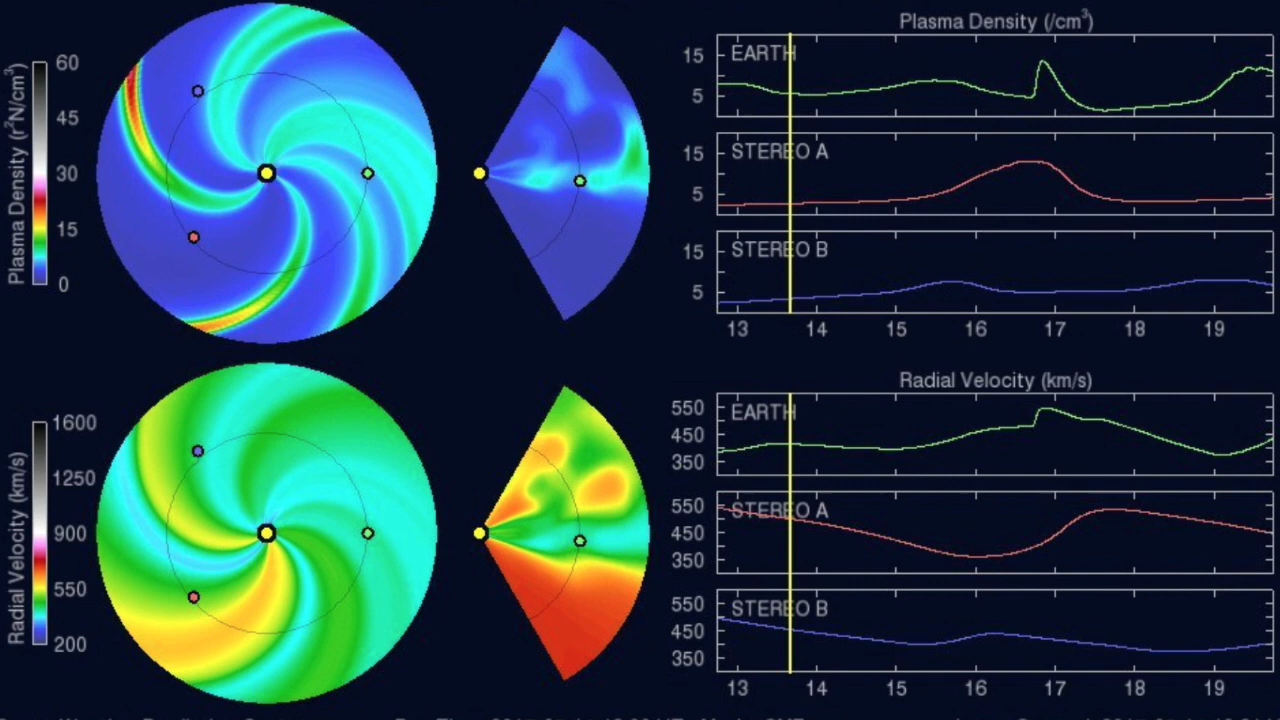 Plasma Density (r²N/cm³)
60
45
30
15
0
Plasma Density (/cm³)
15
5
EARTH
15
5
STEREO A
15
5
STEREO B
13 14 15 16 17 18 19
Radial Velocity (km/s)
1600
1250
900
550
200
Radial Velocity (km/s)
550
450
350
EARTH
550
450
350
STEREO A
550
450
350
STEREO B
13 14 15 16 17 18 19